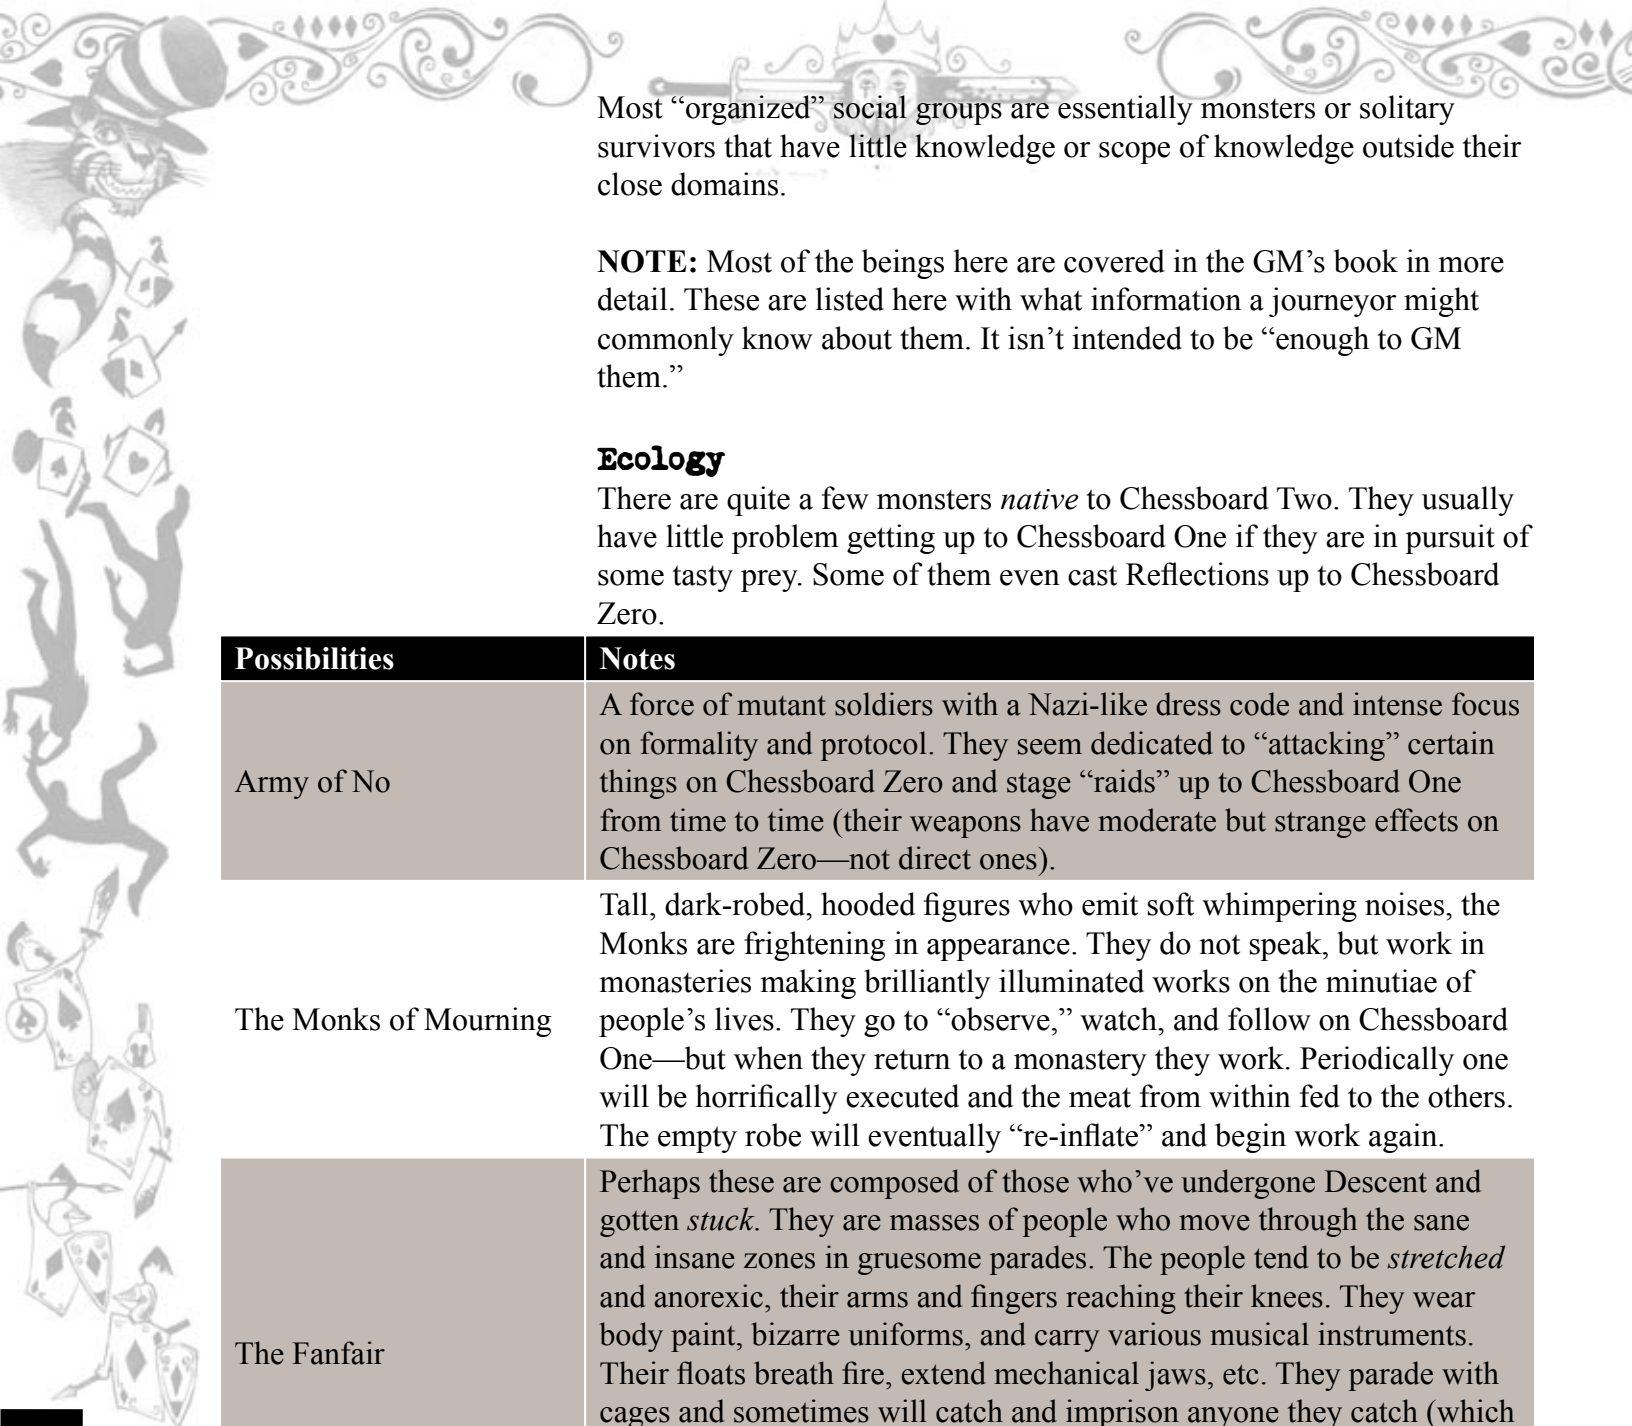 Most “organized” social groups are essentially monsters or solitary
survivors that have little knowledge or scope of knowledge outside their
close domains.
NOTE: Most of the beings here are covered in the GM’s book in more
detail. These are listed here with what information a journeyor might
commonly know about them. It isn’t intended to be “enough to GM
them.”
Ecology
There are quite a few monsters native to Chessboard Two. They usually
have little problem getting up to Chessboard One if they are in pursuit of
some tasty prey. Some of them even cast Reflections up to Chessboard
Zero.
Possibilities
Notes
Army of No
A force of mutant soldiers with a Nazi-like dress code and intense focus
on formality and protocol. They seem dedicated to “attacking” certain
things on Chessboard Zero and stage “raids” up to Chessboard One
from time to time (their weapons have moderate but strange effects on
Chessboard Zero—not direct ones).
The Monks of Mourning
Tall, dark-robed, hooded figures who emit soft whimpering noises, the
Monks are frightening in appearance. They do not speak, but work in
monasteries making brilliantly illuminated works on the minutiae of
people’s lives. They go to “observe,” watch, and follow on Chessboard
One—but when they return to a monastery they work. Periodically one
will be horrifically executed and the meat from within fed to the others.
The empty robe will eventually “re-inflate” and begin work again.
The Fanfair
Perhaps these are composed of those who’ve undergone Descent and
gotten stuck. They are masses of people who move through the sane
and insane zones in gruesome parades. The people tend to be stretched
and anorexic, their arms and fingers reaching their knees. They wear
body paint, bizarre uniforms, and carry various musical instruments.
Their floats breath fire, extend mechanical jaws, etc. They parade with
cages and sometimes will catch and imprison anyone they catch (which